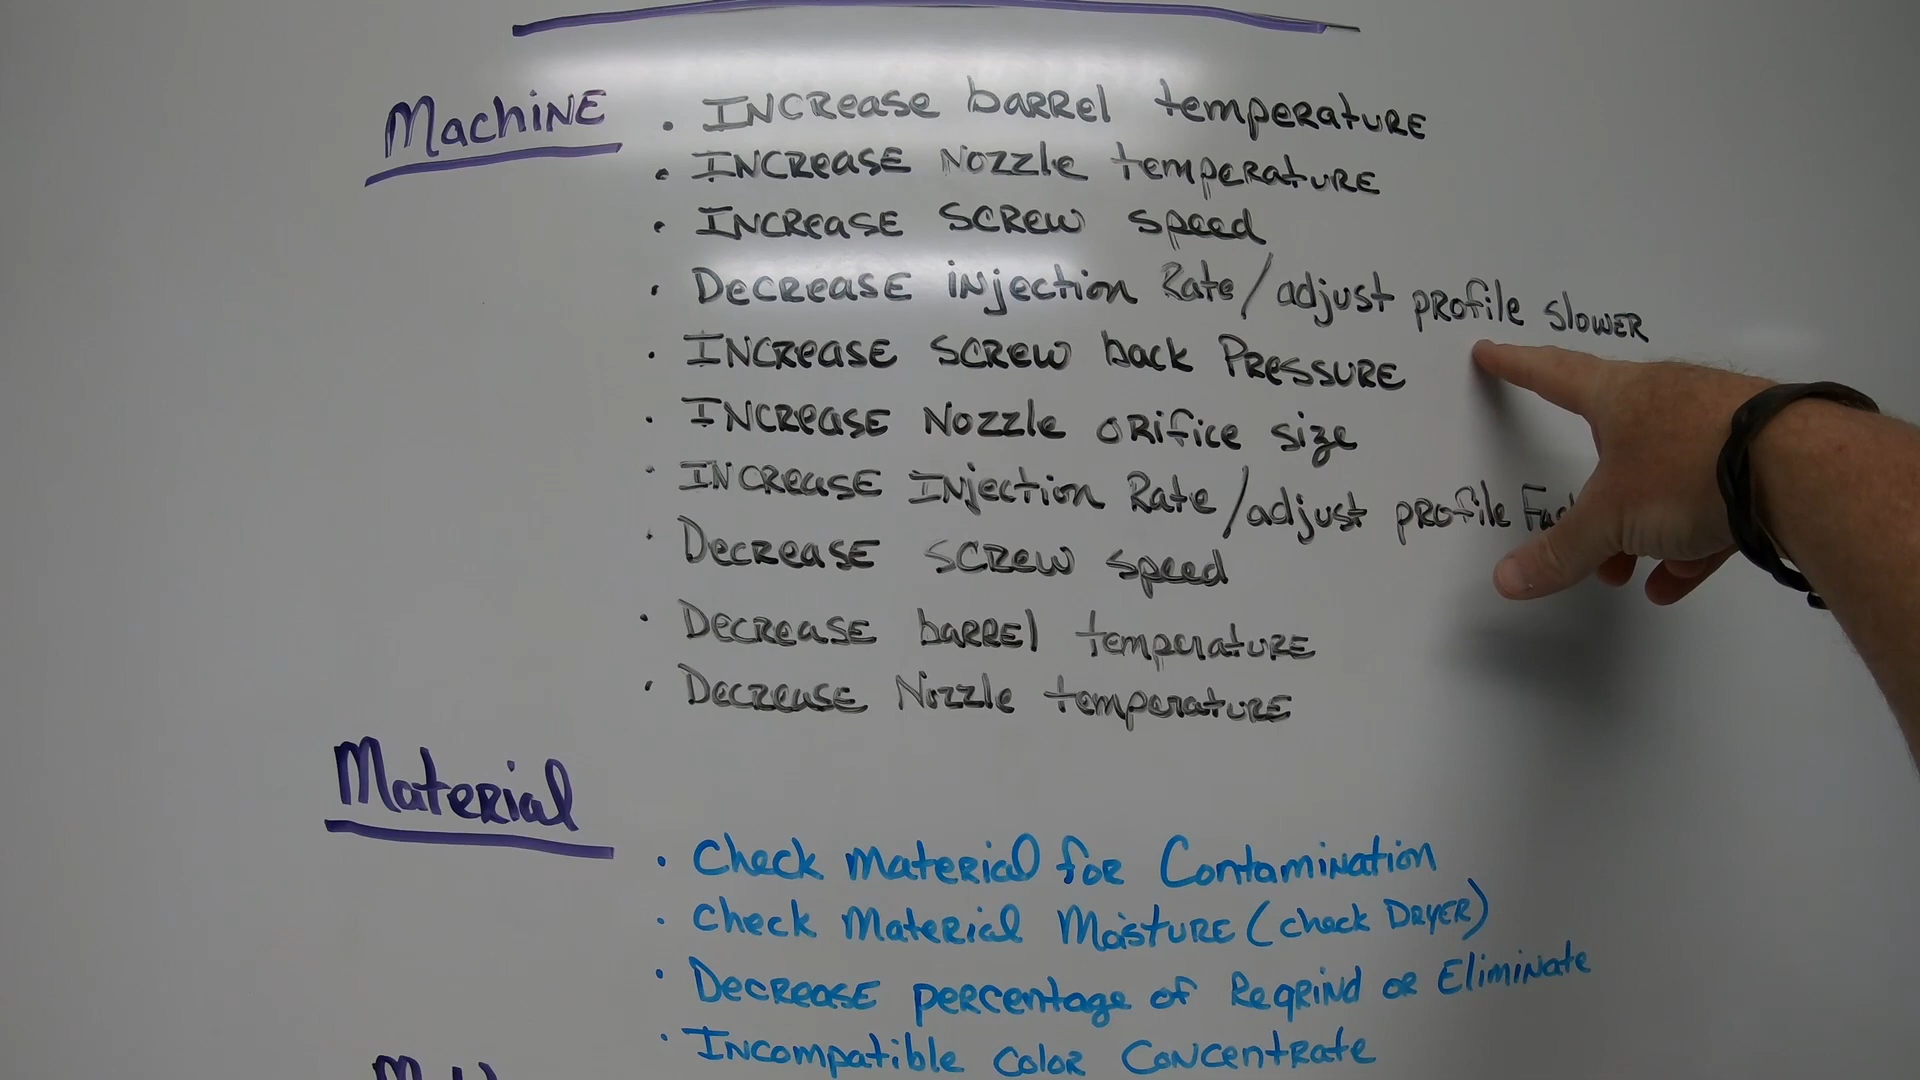 Machine
• Increase barrel temperature
• Increase Nozzle temperature
• Increase screw speed
• Decrease injection Rate/adjust profile slower
• Increase screw back Pressure
• Increase Nozzle orifice size
• Increase Injection Rate/adjust profile
• Decrease screw speed
• Decrease barrel temperature
• Decrease Nozzle temperature
Material
• Check Material for Contamination
• Check Material Moisture (check Dryer)
• Decrease percentage of Regrind or Eliminate
• Incompatible Color Concentrate